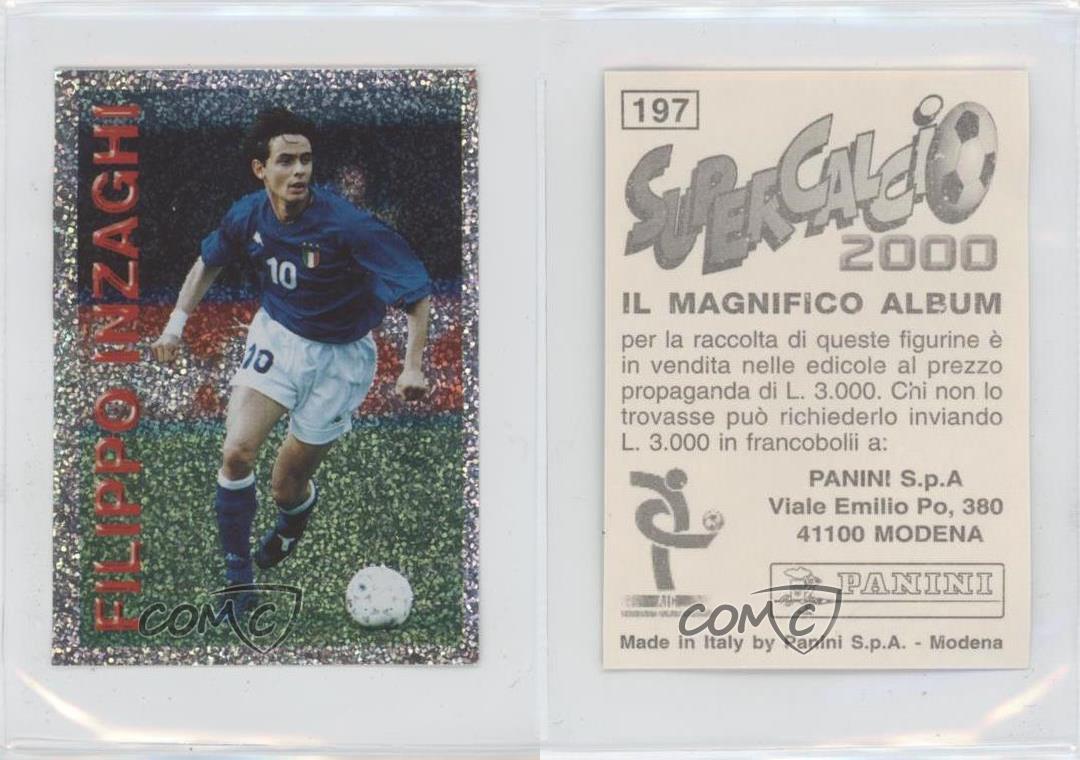 FILIPPO INZAGHI
10
10
COMC
197
SUPERCALCIO
2000
IL MAGNIFICO ALBUM
per la raccolta di queste figurine è
in vendita nelle edicole al prezzo
propaganda di L. 3.000. Chi non lo
trovasse può richiederlo inviando
L. 3.000 in francobolli a:
PANINI S.p.A
Viale Emilio Po, 380
41100 MODENA
PANINI
COMC
Made in Italy by Panini S.p.A. - Modena